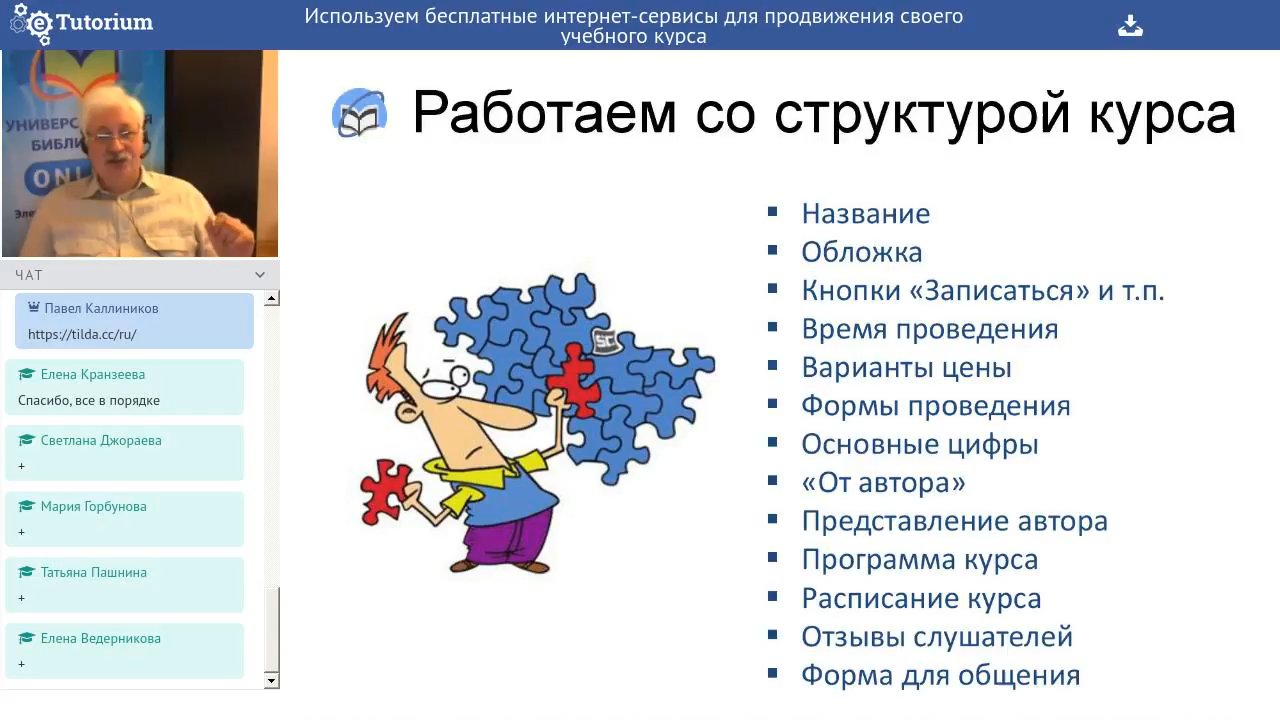 Tutorium
Используем бесплатные интернет-сервисы для продвижения своего
учебного курса
Работаем со структурой курса
ЧАТ
Павел Каллиников
https://tilda.cc/ru/
Елена Кранзеева
Спасибо, все в порядке
Светлана Джораева
+
Мария Горбунова
+
Татьяна Пашнина
+
Елена Ведерникова
+
Название
Обложка
Кнопки «Записаться» и т.п.
Время проведения
Варианты цены
Формы проведения
Основные цифры
«От автора»
Представление автора
Программа курса
Расписание курса
Отзывы слушателей
Форма для общения